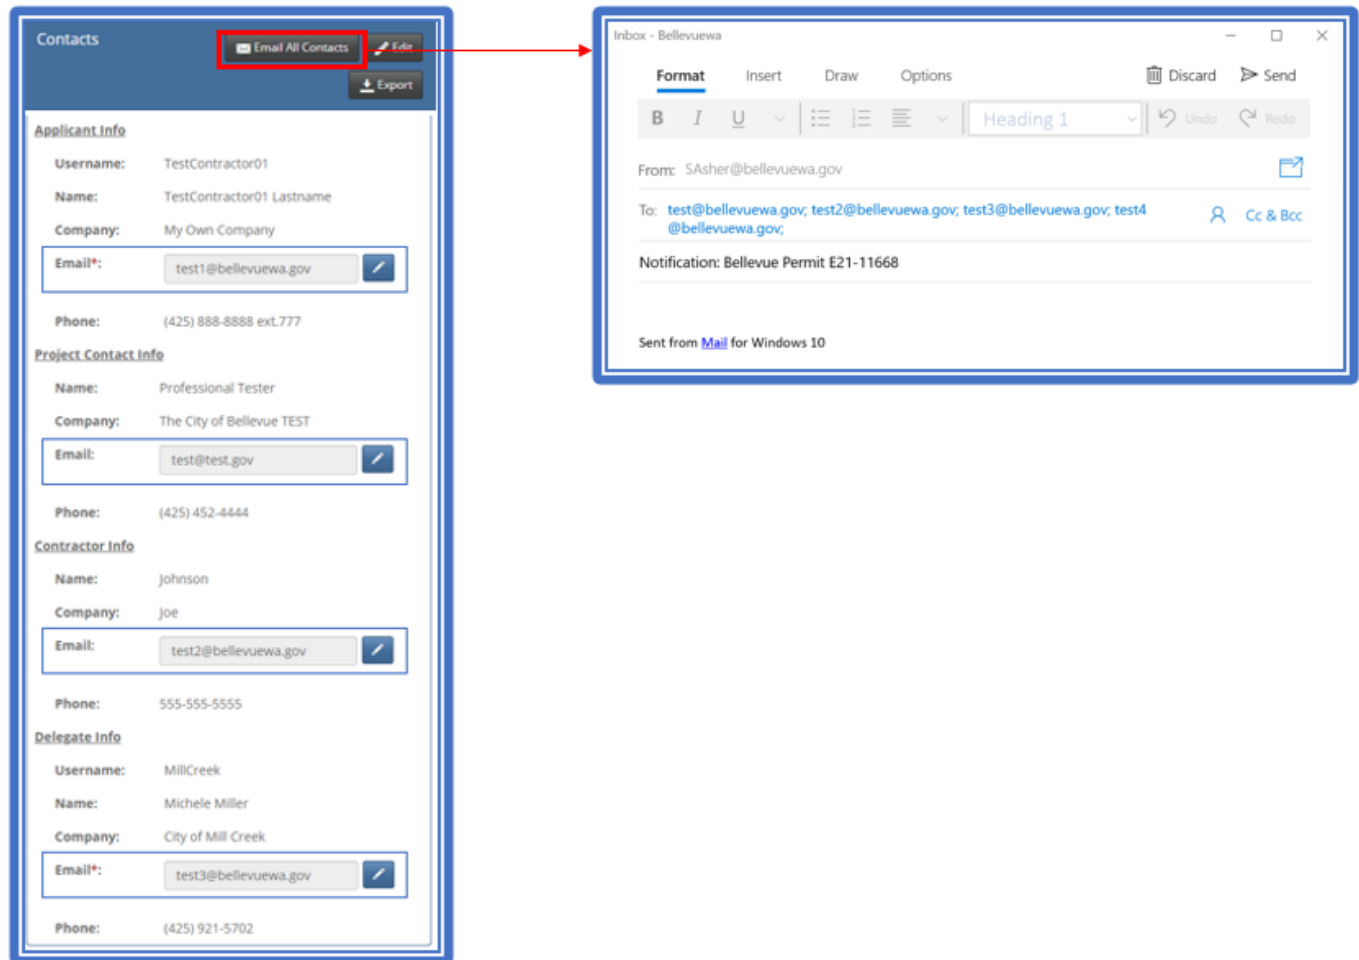 Contacts
Email All Contacts
Edit
Export
Applicant Info
Username: TestContractor01
Name: TestContractor01 Lastname
Company: My Own Company
Email*: test1@bellevuewa.gov
Phone: (425) 888-8888 ext.777
Project Contact Info
Name: Professional Tester
Company: The City of Bellevue TEST
Email: test@test.gov
Phone: (425) 452-4444
Contractor Info
Name: Johnson
Company: Joe
Email: test2@bellevuewa.gov
Phone: 555-555-5555
Delegate Info
Username: MillCreek
Name: Michele Miller
Company: City of Mill Creek
Email*: test3@bellevuewa.gov
Phone: (425) 921-5702
Inbox - Bellevuewa
Format Insert Draw Options Discard Send
B I U Heading 1 Undo Redo
From: SAsher@bellevuewa.gov
To: test@bellevuewa.gov; test2@bellevuewa.gov; test3@bellevuewa.gov; test4
@bellevuewa.gov;
Cc & Bcc
Notification: Bellevue Permit E21-11668
Sent from Mail for Windows 10